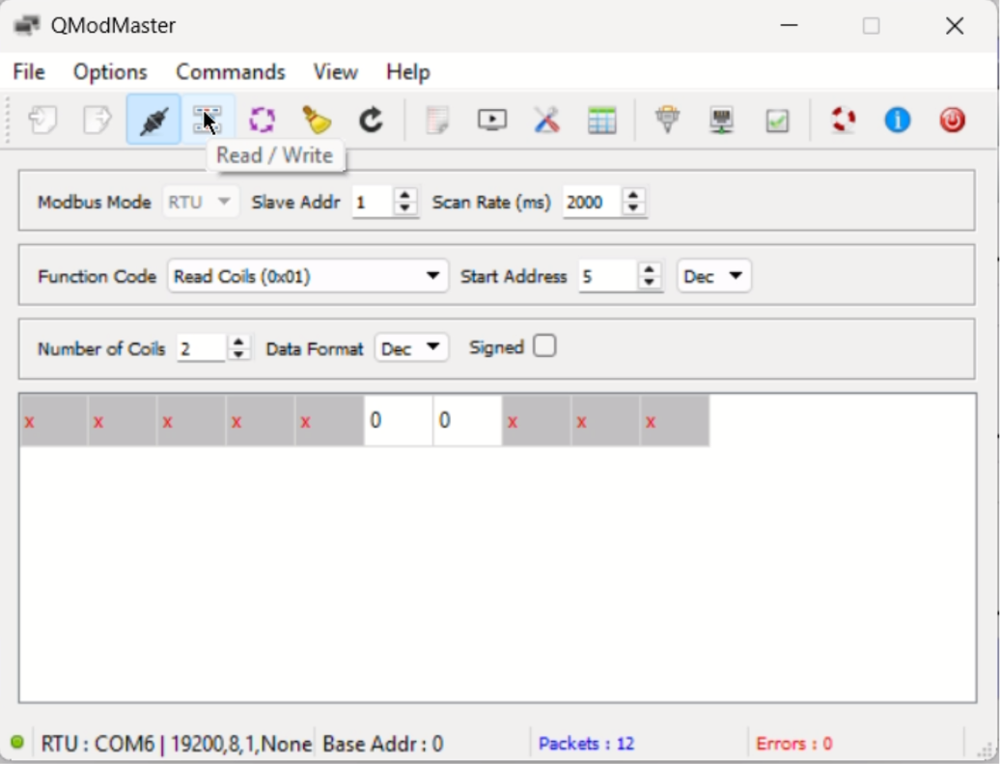 QModMaster
File Options Commands View Help
Read / Write
Modbus Mode RTU Slave Addr 1 Scan Rate (ms) 2000
Function Code Read Coils (0x01) Start Address 5 Dec
Number of Coils 2 Data Format Dec Signed
x x x x x 0 0 x x x
RTU : COM6 | 19200,8,1,None Base Addr : 0 Packets : 12 Errors : 0